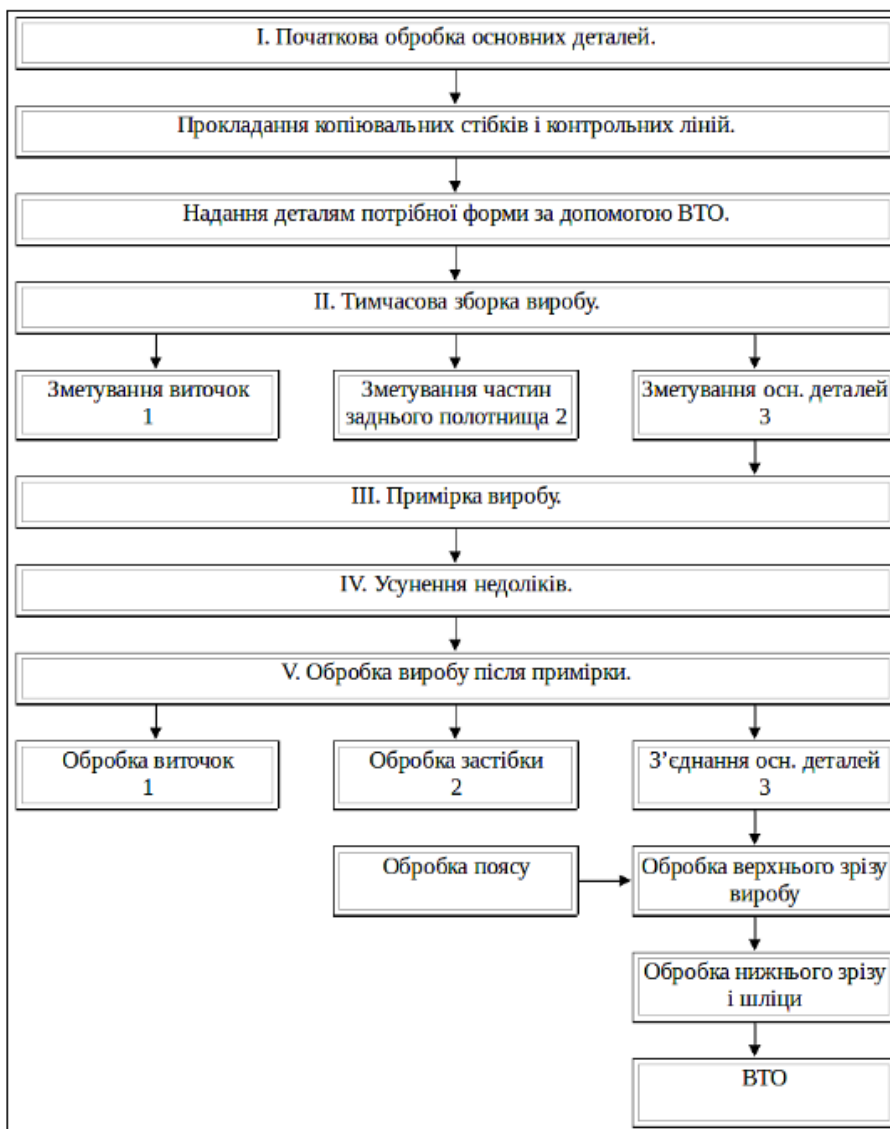 I. Початкова обробка основних деталей.
Прокладання копіювальних стібків і контрольних ліній.
Надання деталям потрібної форми за допомогою ВТО.
II. Тимчасова зборка виробу.
Зметування виточок
1
Зметування частин
заднього полотнища 2
Зметування осн. деталей
3
III. Примірка виробу.
IV. Усунення недоліків.
V. Обробка виробу після примірки.
Обробка виточок
1
Обробка застібки
2
З’єднання осн. деталей
3
Обробка поясу
Обробка верхнього зрізу
виробу
Обробка нижнього зрізу
і шліци
ВТО